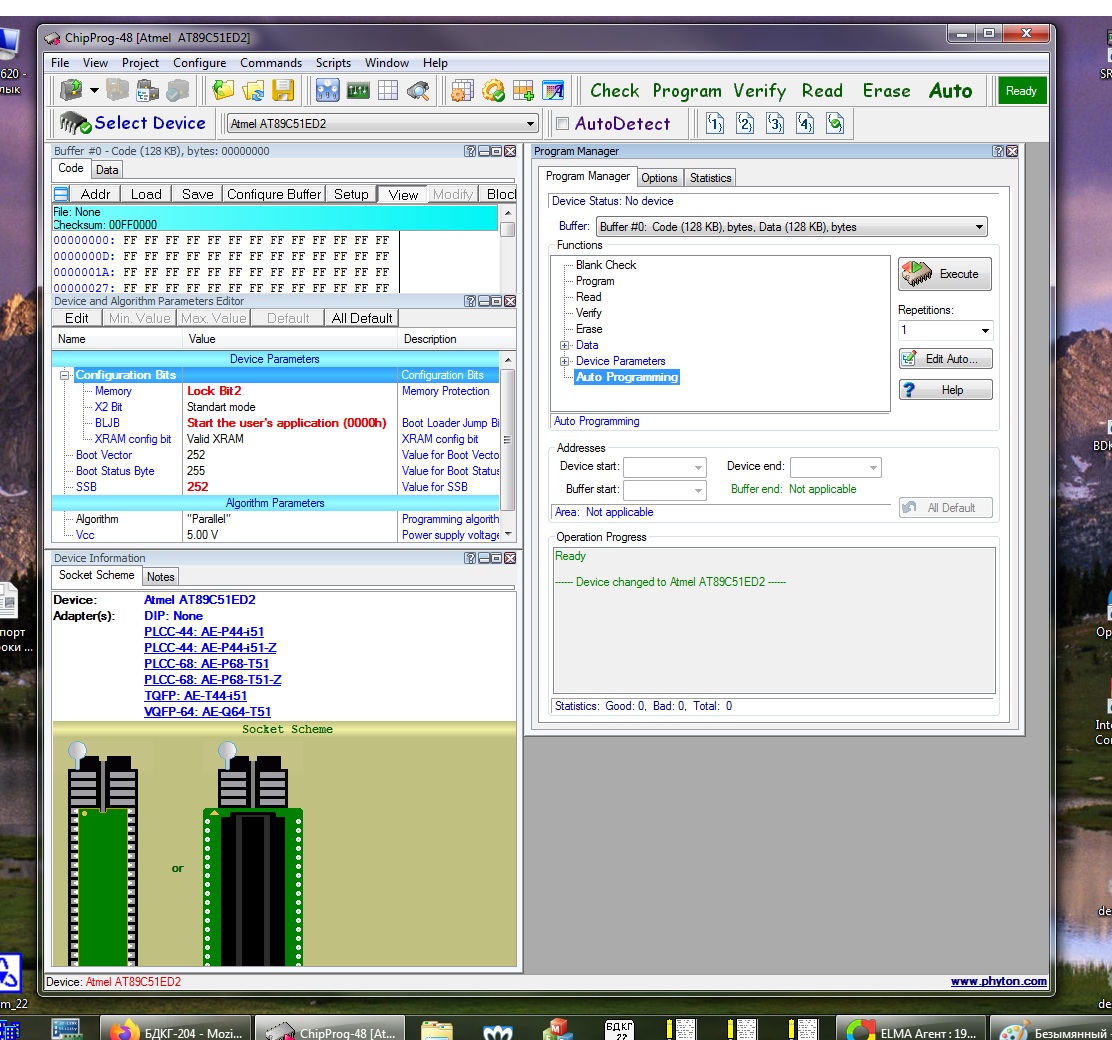 ChipProg-48 [Atmel AT89C51ED2]
File View Project Configure Commands Scripts Window Help
Check Program Verify Read Erase Auto Ready
Select Device Atmel AT89C51ED2 AutoDetect {1} {2} {3} {4}
Buffer #0 - Code (128 KB), bytes: 00000000
Code Data
Addr Load Save Configure Buffer Setup View Modify Bloc
File: None
Checksum: 00FF0000
00000000: FF FF FF FF FF FF FF FF FF FF FF FF FF
0000000D: FF FF FF FF FF FF FF FF FF FF FF FF FF
0000001A: FF FF FF FF FF FF FF FF FF FF FF FF FF
00000027: FF FF FF FF FF FF FF FF FF FF FF FF FF
Device and Algorithm Parameters Editor
Edit Min. Value Max. Value Default All Default
Name Value Description
Device Parameters
Configuration Bits Configuration Bits
Memory Lock Bit2 Memory Protection
X2 Bit Standart mode
BLJB Start the user's application (0000h) Boot Loader Jump Bi
XRAM config bit Valid XRAM XRAM config bit
Boot Vector 252 Value for Boot Vecto
Boot Status Byte 255 Value for Boot Status
SSB 252 Value for SSB
Algorithm Parameters
Algorithm "Parallel" Programming algorith
Vcc 5.00 V Power supply voltage
Device Information
Socket Scheme Notes
Device: Atmel AT89C51ED2
Adapter(s): DIP: None
PLCC-44: AE-P44-i51
PLCC-44: AE-P44-i51-Z
PLCC-68: AE-P68-T51
PLCC-68: AE-P68-T51-Z
TQFP: AE-T44-i51
VQFP-64: AE-Q64-T51
Socket Scheme
or
Program Manager
Program Manager Options Statistics
Device Status: No device
Buffer: Buffer #0: Code (128 KB), bytes, Data (128 KB), bytes
Functions
Blank Check
Program
Read
Verify
Erase
Data
Device Parameters
Auto Programming
Execute
Repetitions:
1
Edit Auto...
Help
Auto Programming
Addresses
Device start: Device end:
Buffer start: Buffer end: Not applicable
Area: Not applicable
All Default
Operation Progress
Ready
------ Device changed to Atmel AT89C51ED2 ------
Statistics: Good: 0, Bad: 0, Total: 0
Device: Atmel AT89C51ED2 www.phyton.com
620 -
лык
порт
оки ...
m_22
SR
BDK
Op
Inte
Co
de
de
БДКГ-204 - Mozi...
ChipProg-48 [At...
БДКГ
22
ELMA Агент : 19...
Безымянный -